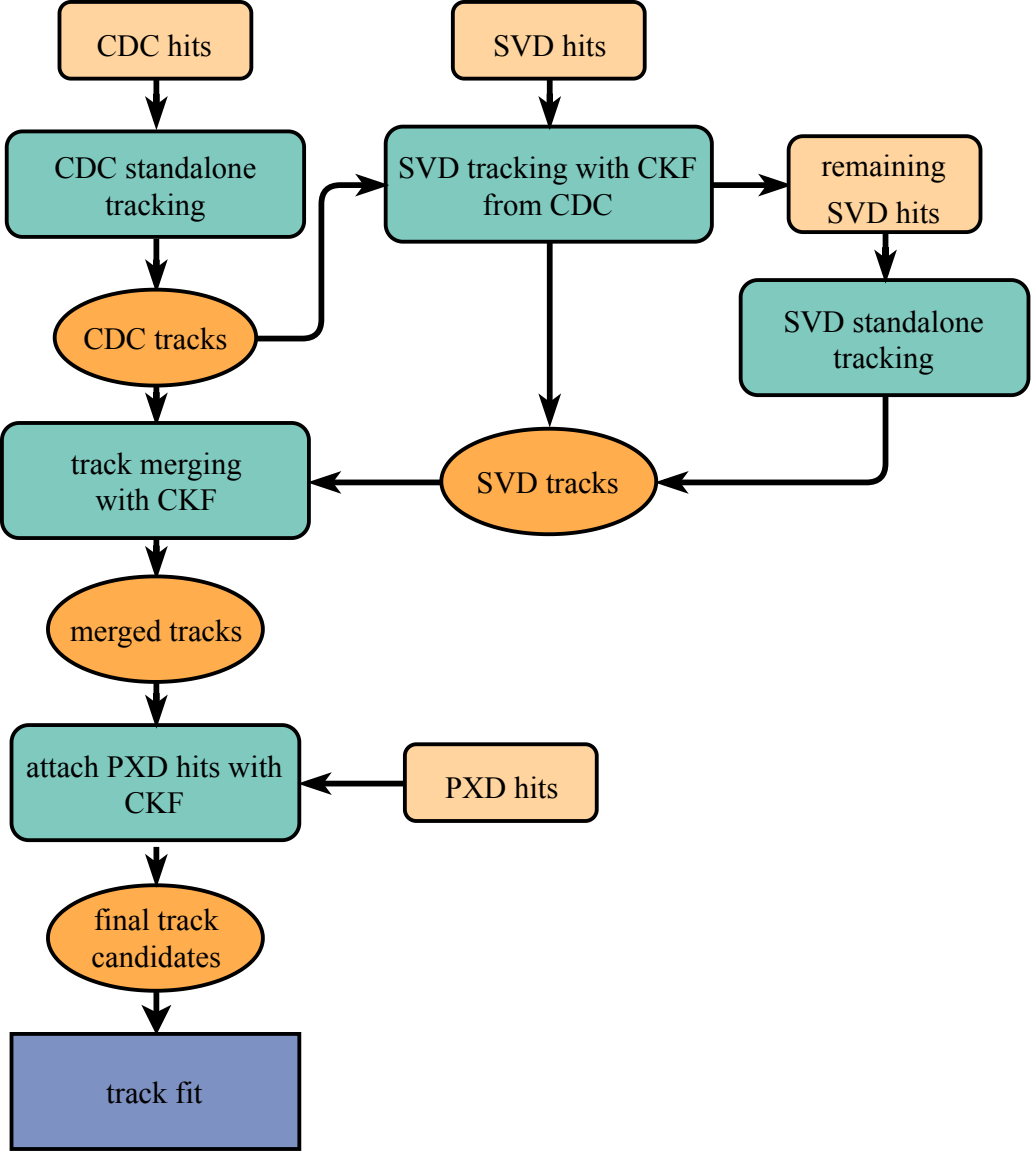 CDC hits
SVD hits
CDC standalone
tracking
SVD tracking with CKF
from CDC
remaining
SVD hits
CDC tracks
SVD standalone
tracking
track merging
with CKF
SVD tracks
merged tracks
attach PXD hits with
CKF
PXD hits
final track
candidates
track fit